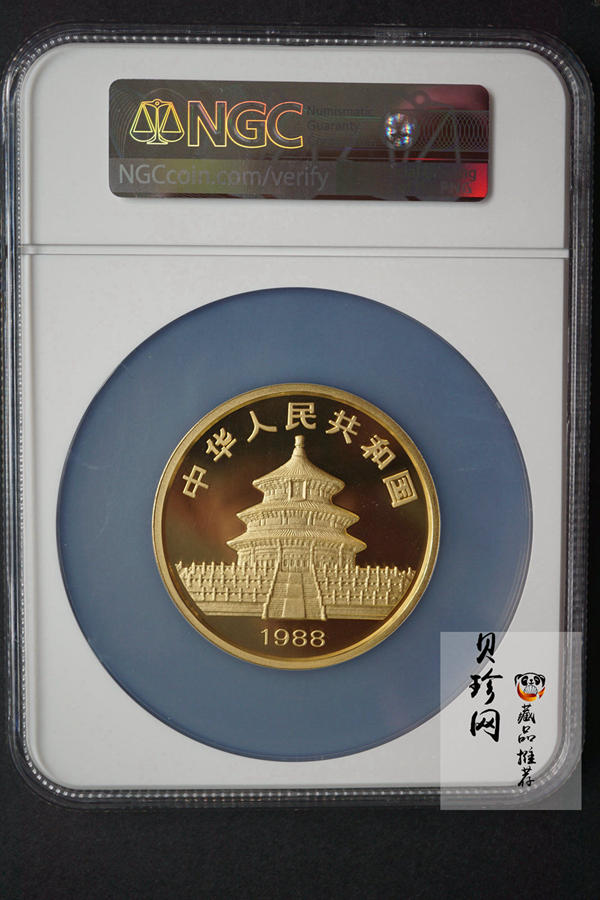 NGC
Numismatic
Guaranty
NGCcoin.com/verify
PNA
中华人民共和国
1988
贝珍网
藏品推荐